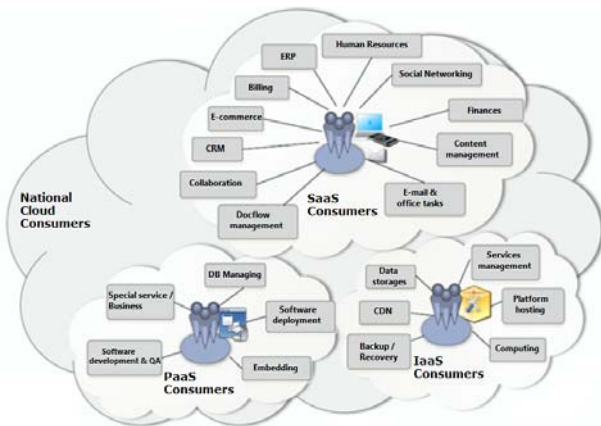 Human Resources
ERP
Social Networking
Billing
Finances
E-commerce
Content
management
CRM
Collaboration
E-mail &
office tasks
Docflow
management
SaaS
Consumers
National
Cloud
Consumers
DB Managing
Special service /
Business
Software
deployment
Software
development & QA
Embedding
PaaS
Consumers
Services
management
Data
storages
Platform
hosting
CDN
Backup /
Recovery
Computing
IaaS
Consumers